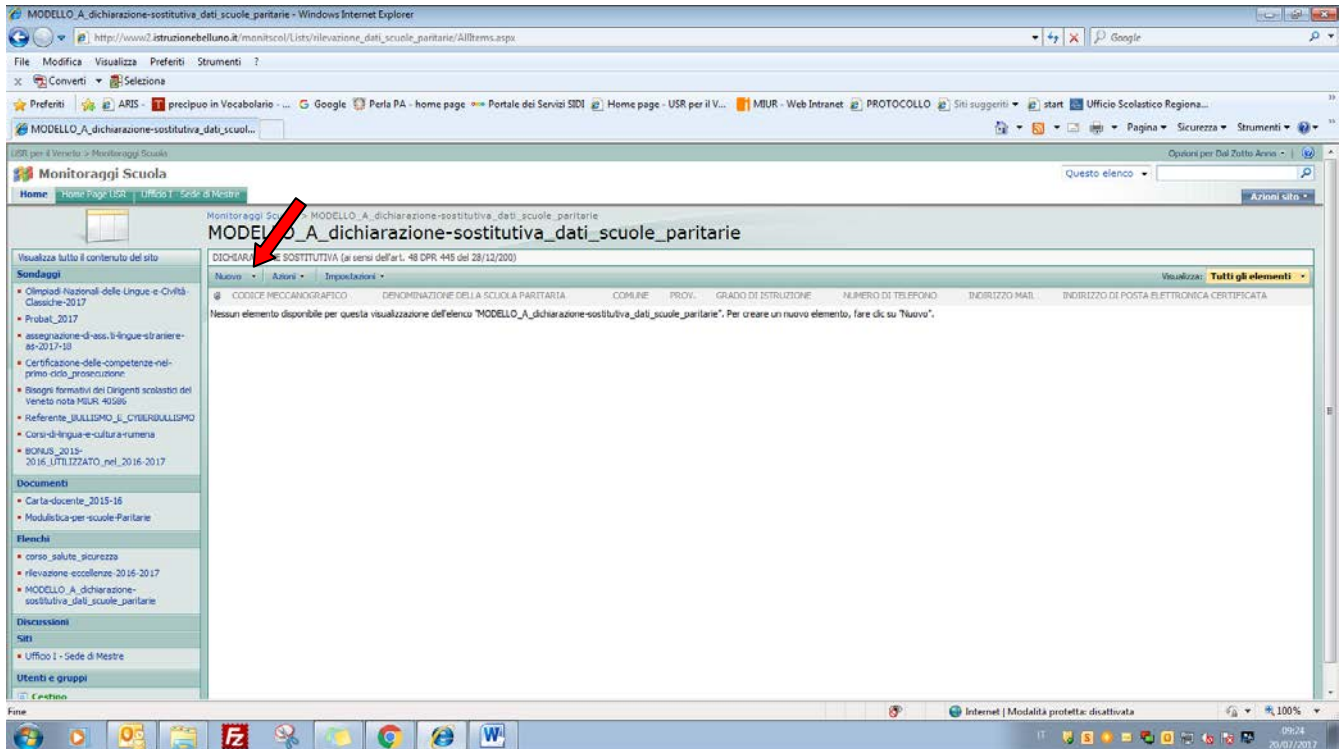 MODELLO_A_dichiarazione-sostitutiva_dati_scuole_paritarie - Windows Internet Explorer
http://www2.istruzionebelluno.it/monitscol/Lists/rilevazione_dati_scuole_paritarie/AllItems.aspx
Google
File Modifica Visualizza Preferiti Strumenti ?
x Converti Seleziona
Preferiti ARIS - precipuo in Vocabolario - ... Google Perla PA - home page Portale dei Servizi SIDI Home page - USR per il V... MIUR - Web Intranet PROTOCOLLO Siti suggeriti start Ufficio Scolastico Regiona...
MODELLO_A_dichiarazione-sostitutiva_dati_scuol...
Pagina Sicurezza Strumenti
USR per il Veneto > Monitoraggi Scuola
Opzioni per Dal Zotto Anna
Monitoraggi Scuola
Questo elenco
Home Home Page USR Ufficio I - Sede di Mestre
Azioni sito
Monitoraggi > MODELLO_A_dichiarazione-sostitutiva_dati_scuole_paritarie
MODELLO_A_dichiarazione-sostitutiva_dati_scuole_paritarie
Visualizza tutto il contenuto del sito
Sondaggi
Olimpiadi-Nazionali-delle-Lingue-e-Civiltà-
Classiche-2017
Probat_2017
assegnazione-di-ass.ti-lingue-straniere-
as-2017-18
Certificazione-delle-competenze-nel-
primo-ciclo_prosecuzione
Bisogni formativi dei Dirigenti scolastici del
Veneto nota MIUR 40586
Referente_BULLISMO_E_CYBERBULLISMO
Corsi-di-lingua-e-cultura-rumena
BONUS_2015-
2016_UTILIZZATO_nel_2016-2017
Documenti
Carta-docente_2015-16
Modulistica-per-scuole-Paritarie
Elenchi
corso_salute_sicurezza
rilevazione-eccellenze-2016-2017
MODELLO_A_dichiarazione-
sostitutiva_dati_scuole_paritarie
Discussioni
Siti
Ufficio I - Sede di Mestre
Utenti e gruppi
Cestino
DICHIARA E SOSTITUTIVA (ai sensi dell'art. 48 DPR 445 del 28/12/200)
Nuovo Azioni Impostazioni
Visualizza: Tutti gli elementi
CODICE MECCANOGRAFICO DENOMINAZIONE DELLA SCUOLA PARITARIA COMUNE PROV. GRADO DI ISTRUZIONE NUMERO DI TELEFONO INDIRIZZO MAIL INDIRIZZO DI POSTA ELETTRONICA CERTIFICATA
Nessun elemento disponibile per questa visualizzazione dell'elenco "MODELLO_A_dichiarazione-sostitutiva_dati_scuole_paritarie". Per creare un nuovo elemento, fare clic su "Nuovo".
Fine
Internet | Modalità protetta: disattivata
100%
IT
09:24
20/07/2017